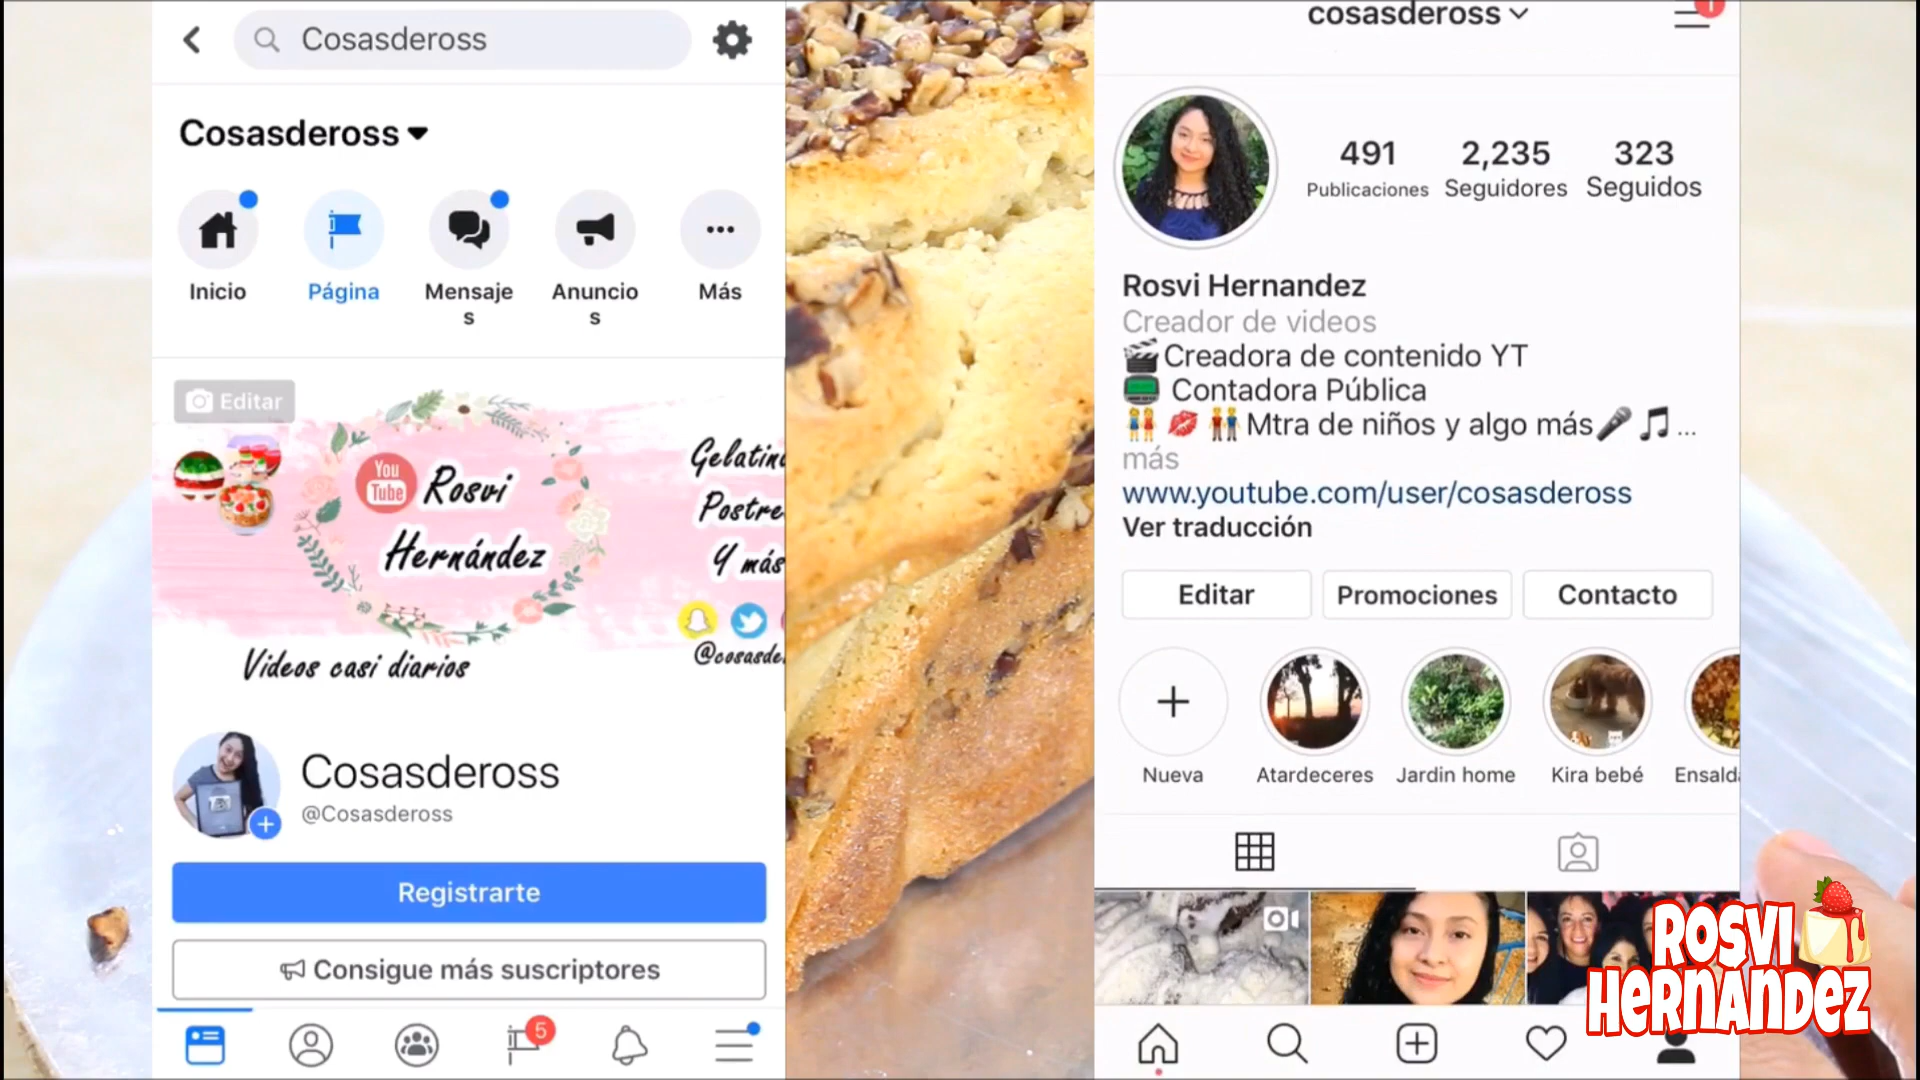 Cosasdeross
Cosasdeross
Inicio
Página
Mensaje
s
Anuncio
s
Más
Editar
You
Tube
Rosvi
Hernández
Postre
Y más
Videos casi diarios
Cosasdeross
@Cosasdeross
Registrarte
Consigue más suscriptores
5
cosasdeross
1
491
2,235
323
Publicaciones
Seguidores
Seguidos
Rosvi Hernandez
Creador de videos
Creadora de contenido YT
Contadora Pública
Mtra de niños y algo más ...
más
www.youtube.com/user/cosasdeross
Ver traducción
Editar
Promociones
Contacto
Nueva
Atardeceres
Jardin home
Kira bebé
ROSVI
HERNANDEZ